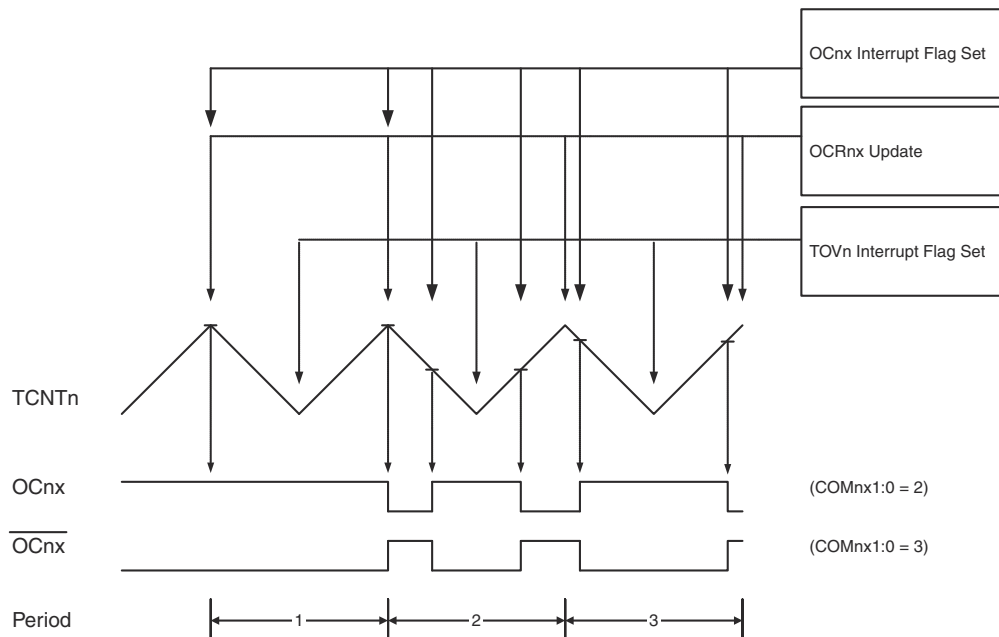 OCnx Interrupt Flag Set
OCRnx Update
TOVn Interrupt Flag Set
TCNTn
OCnx
(COMnx1:0 = 2)
OCnx
(COMnx1:0 = 3)
Period
1
2
3